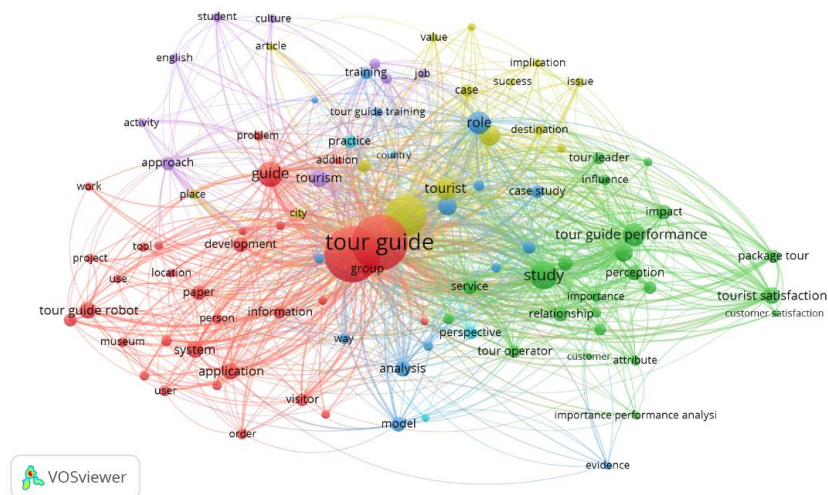 student
culture
value
english
article
implication
training
job
success
issue
case
activity
tour guide training
role
problem
practice
destination
country
approach
addition
tour leader
guide
tourism
influence
work
tourist
case study
place
city
impact
tour guide
tour guide performance
tool
development
project
group
package tour
location
use
study
perception
service
paper
importance
tourist satisfaction
tour guide robot
person
information
relationship
customer satisfaction
museum
way
perspective
system
tour operator
customer
attribute
application
analysis
user
visitor
model
importance performance analysi
order
evidence
VOSviewer